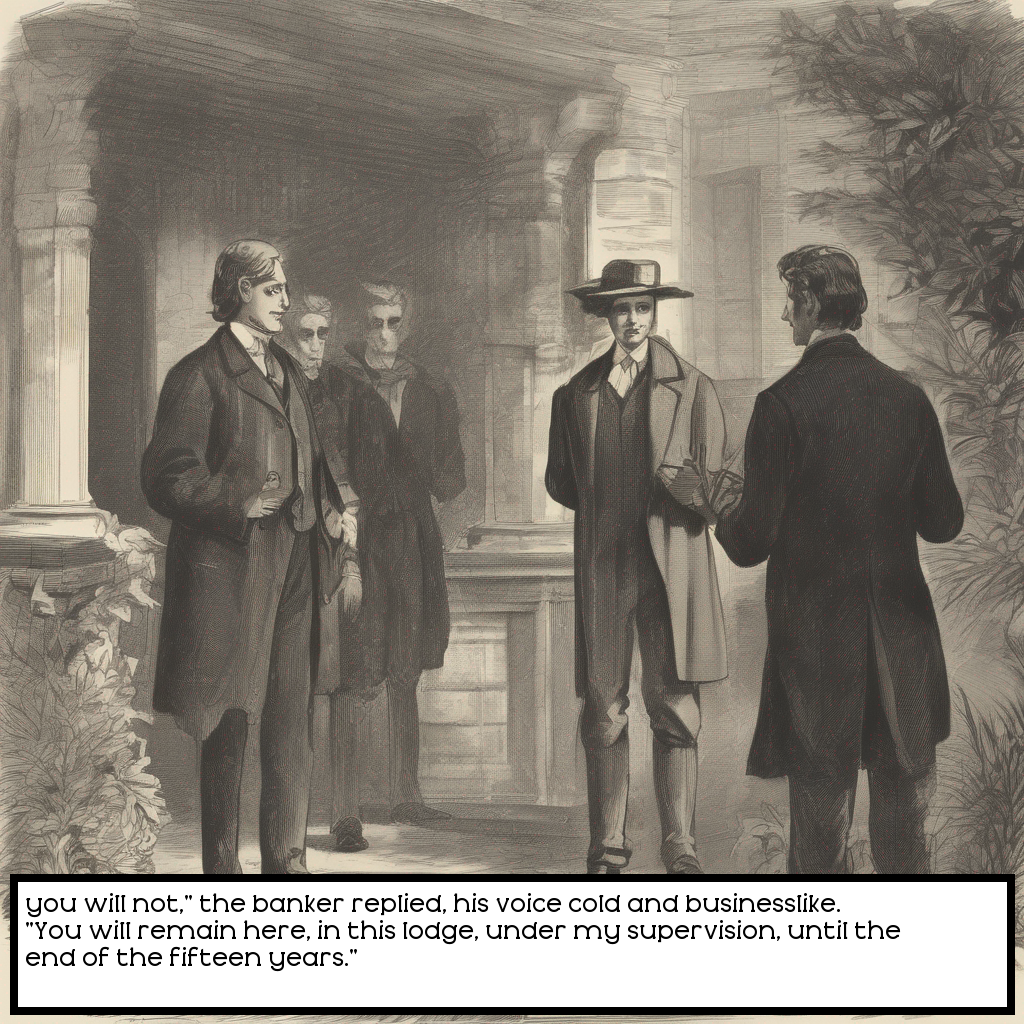 you will not,” the banker replied, his voice cold and businesslike.
“You will remain here, in this lodge, under my supervision, until the
end of the fifteen years.”